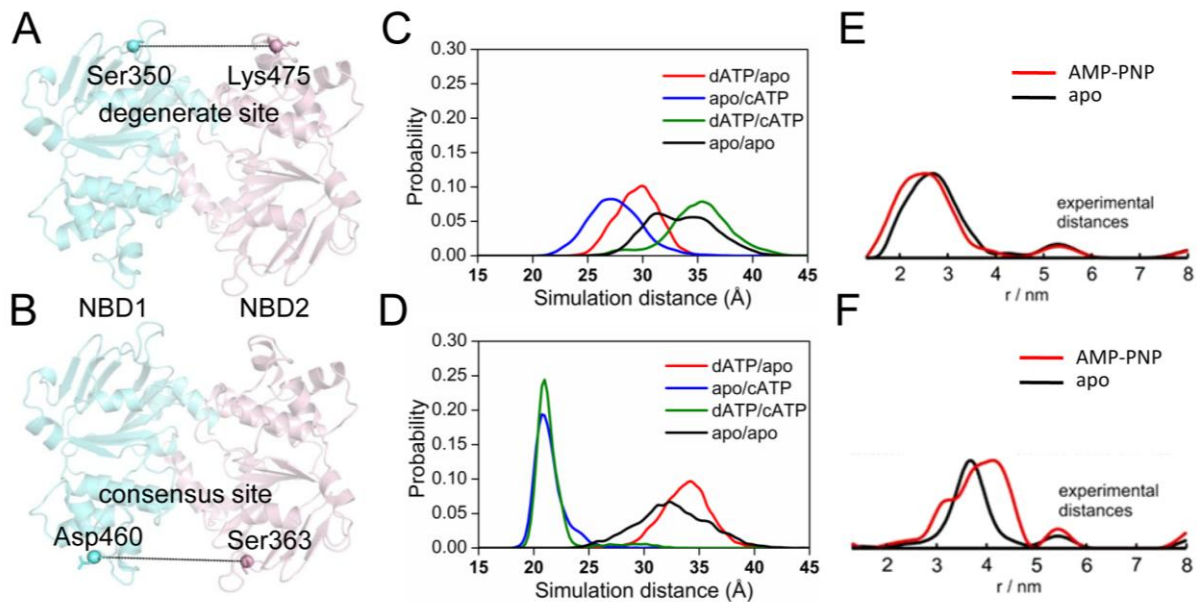 A
Ser350
Lys475
degenerate site
NBD1
NBD2
B
consensus site
Asp460
Ser363
C
0.30
0.25
0.20
0.15
0.10
0.05
0.00
Probability
dATP/apo
apo/cATP
dATP/cATP
apo/apo
15 20 25 30 35 40 45
Simulation distance (Å)
D
0.30
0.25
0.20
0.15
0.10
0.05
0.00
Probability
dATP/apo
apo/cATP
dATP/cATP
apo/apo
15 20 25 30 35 40 45
Simulation distance (Å)
E
AMP-PNP
apo
experimental
distances
2 3 4 5 6 7 8
r / nm
F
AMP-PNP
apo
experimental
distances
2 3 4 5 6 7 8
r / nm